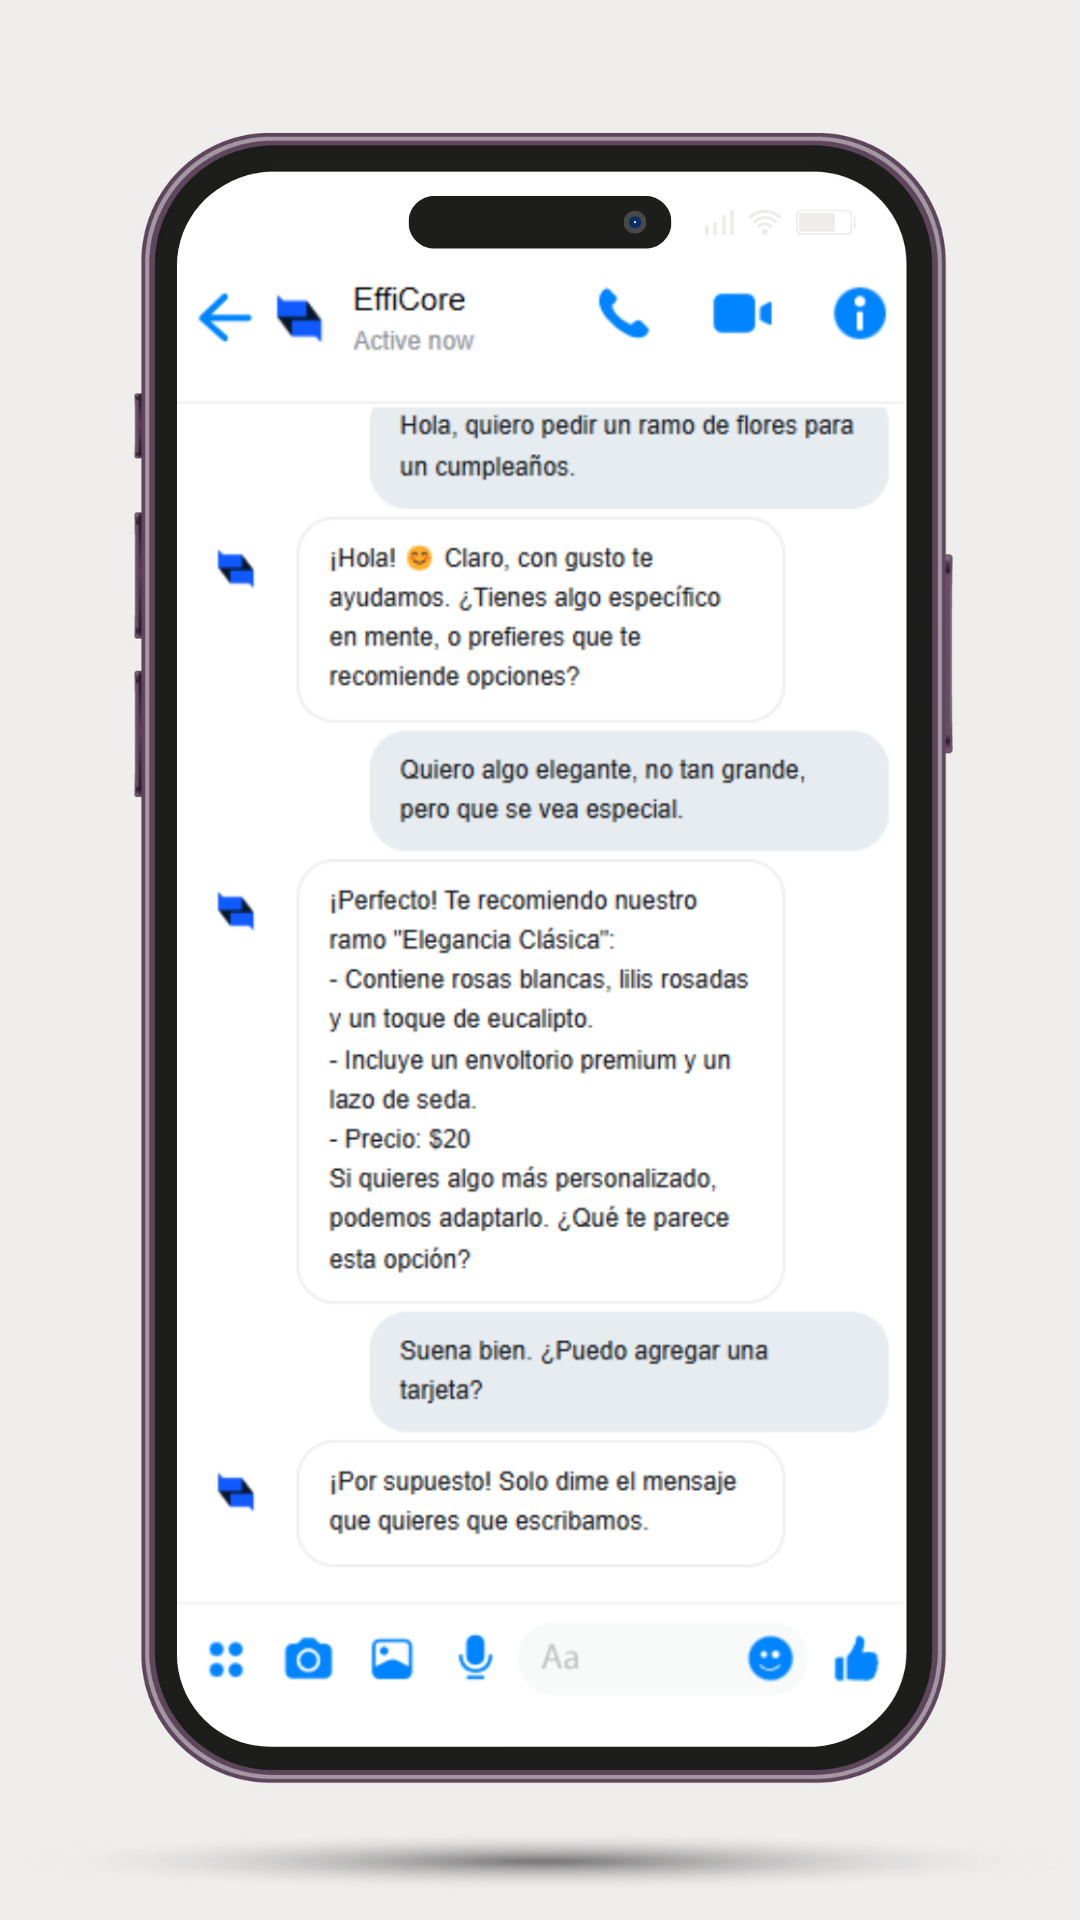 EffiCore
Active now
Hola, quiero pedir un ramo de flores para
un cumpleaños.
¡Hola! 😊 Claro, con gusto te
ayudamos. ¿Tienes algo específico
en mente, o prefieres que te
recomiende opciones?
Quiero algo elegante, no tan grande,
pero que se vea especial.
¡Perfecto! Te recomiendo nuestro
ramo "Elegancia Clásica":
- Contiene rosas blancas, lilis rosadas
y un toque de eucalipto.
- Incluye un envoltorio premium y un
lazo de seda.
- Precio: $20
Si quieres algo más personalizado,
podemos adaptarlo. ¿Qué te parece
esta opción?
Suena bien. ¿Puedo agregar una
tarjeta?
¡Por supuesto! Solo dime el mensaje
que quieres que escribamos.
Aa